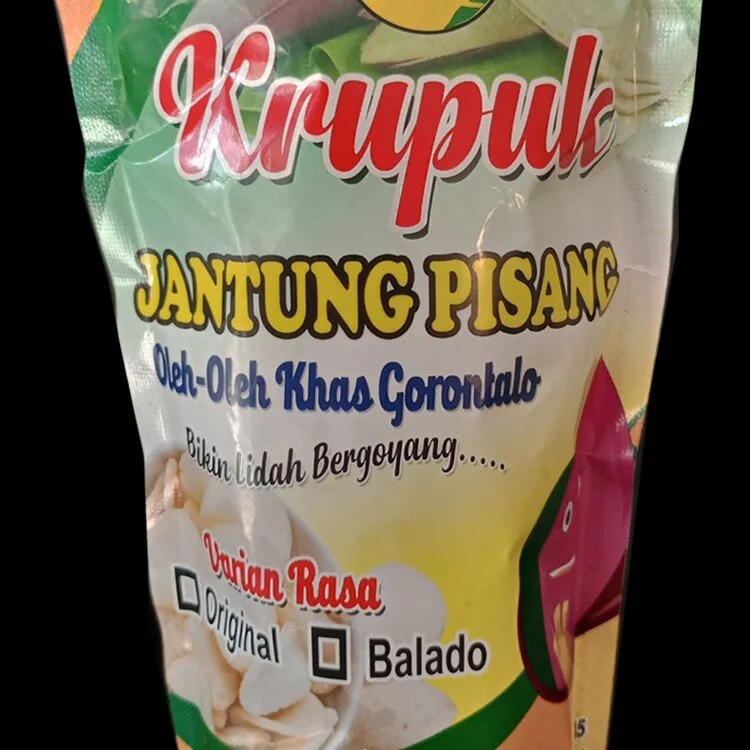 Krupuk
JANTUNG PISANG
Oleh-Oleh Khas Gorontalo
Bikin Lidah Bergoyang.....
Varian Rasa
Original Balado